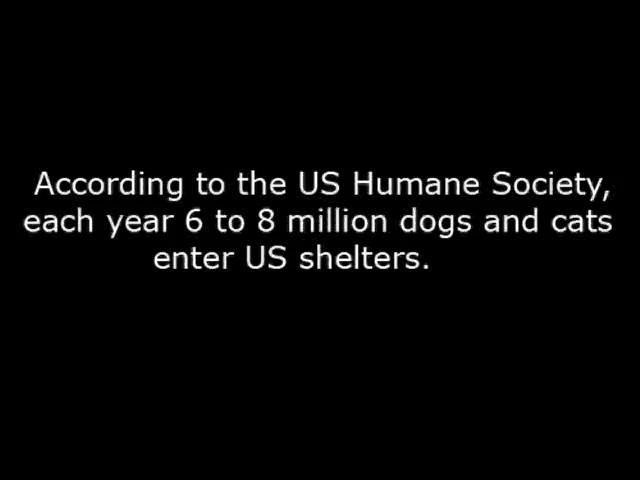 According to the US Humane Society,
each year 6 to 8 million dogs and cats
enter US shelters.